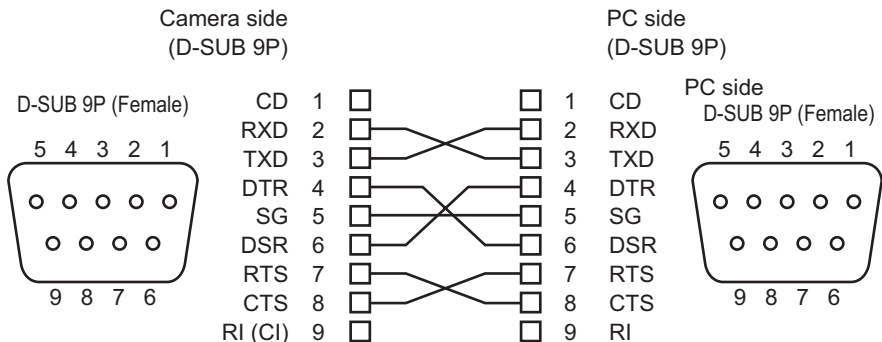 Camera side
(D-SUB 9P)
PC side
(D-SUB 9P)
D-SUB 9P (Female)
5 4 3 2 1
9 8 7 6
CD 1
RXD 2
TXD 3
DTR 4
SG 5
DSR 6
RTS 7
CTS 8
RI (CI) 9
1 CD
2 RXD
3 TXD
4 DTR
5 SG
6 DSR
7 RTS
8 CTS
9 RI
PC side
D-SUB 9P (Female)
5 4 3 2 1
9 8 7 6